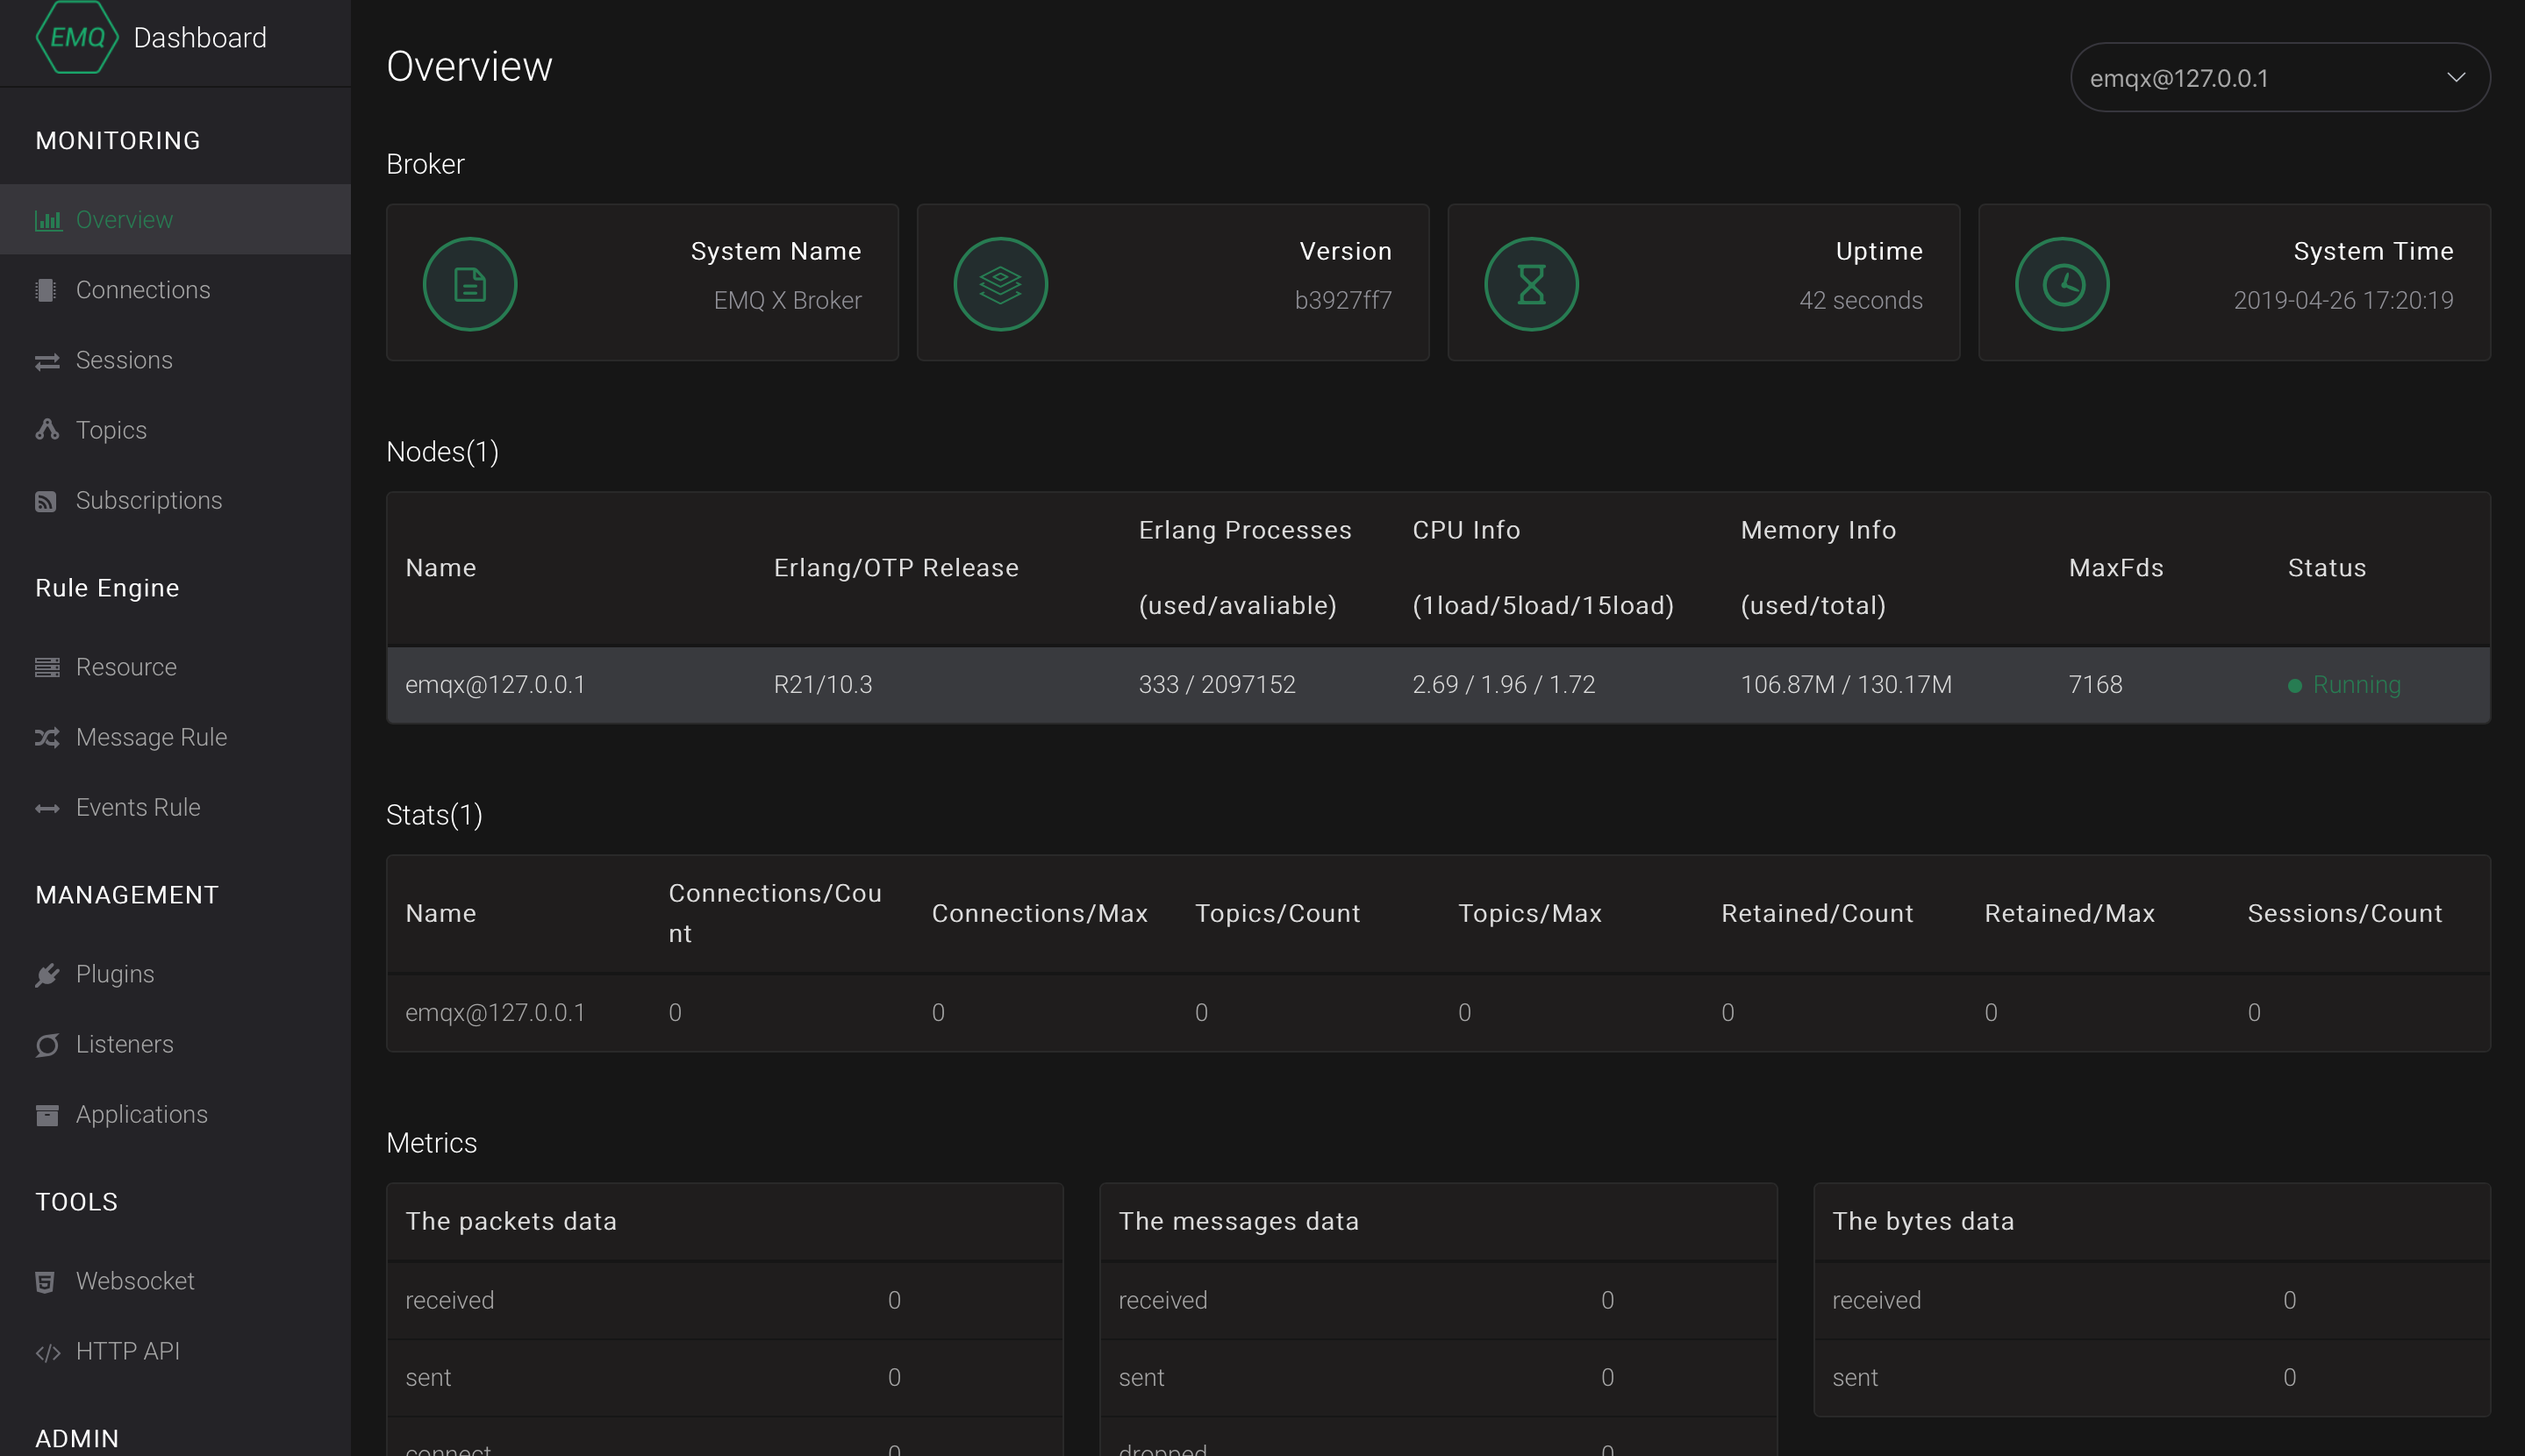 EMQ Dashboard
MONITORING
Overview
Connections
Sessions
Topics
Subscriptions
Rule Engine
Resource
Message Rule
Events Rule
MANAGEMENT
Plugins
Listeners
Applications
TOOLS
Websocket
HTTP API
ADMIN
Overview
emqx@127.0.0.1
Broker
System Name
EMQ X Broker
Version
b3927ff7
Uptime
42 seconds
System Time
2019-04-26 17:20:19
Nodes(1)
Name Erlang/OTP Release Erlang Processes (used/avaliable) CPU Info (1load/5load/15load) Memory Info (used/total) MaxFds Status
emqx@127.0.0.1 R21/10.3 333 / 2097152 2.69 / 1.96 / 1.72 106.87M / 130.17M 7168 Running
Stats(1)
Name Connections/Count Connections/Max Topics/Count Topics/Max Retained/Count Retained/Max Sessions/Count
emqx@127.0.0.1 0 0 0 0 0 0 0
Metrics
The packets data
received 0
sent 0
connect 0
The messages data
received 0
sent 0
dropped 0
The bytes data
received 0
sent 0